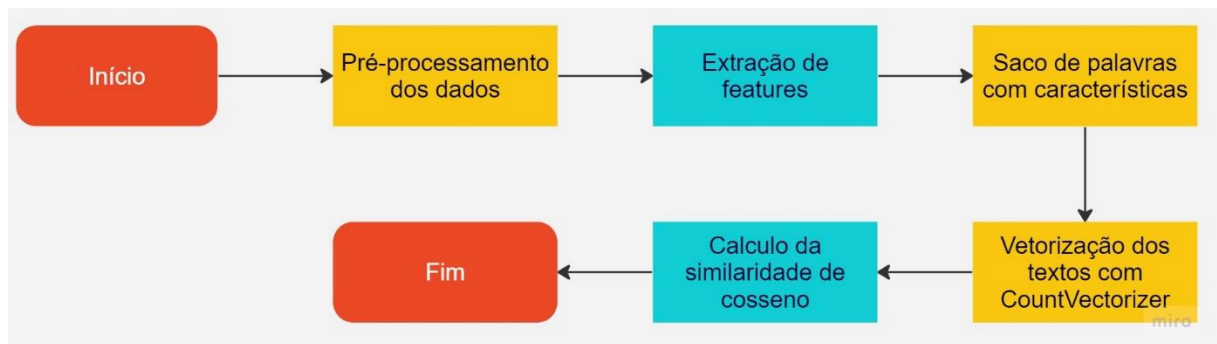 Início
Pré-processamento
dos dados
Extração de
features
Saco de palavras
com características
Vetorização dos
textos com
CountVectorizer
Calculo da
similaridade de
cosseno
Fim
miro